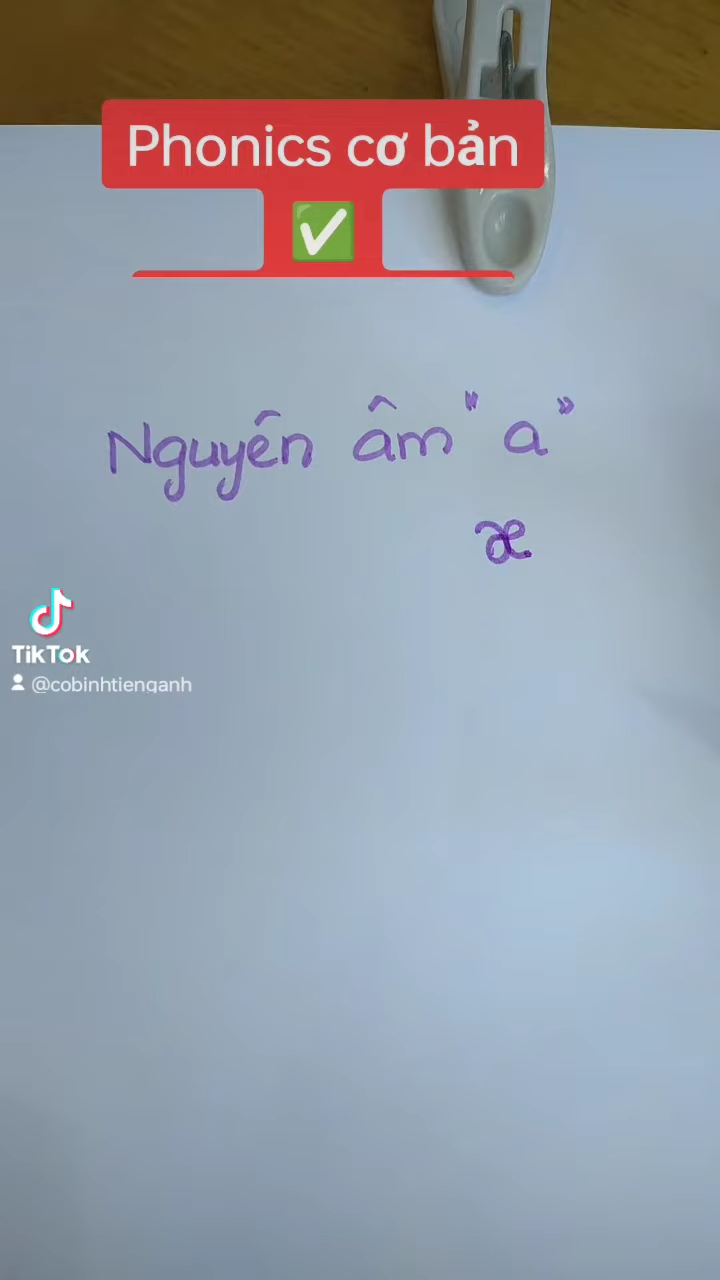 Phonics cơ bản
✅
Nguyên âm " a "
æ
TikTok
@cobinhtienganh